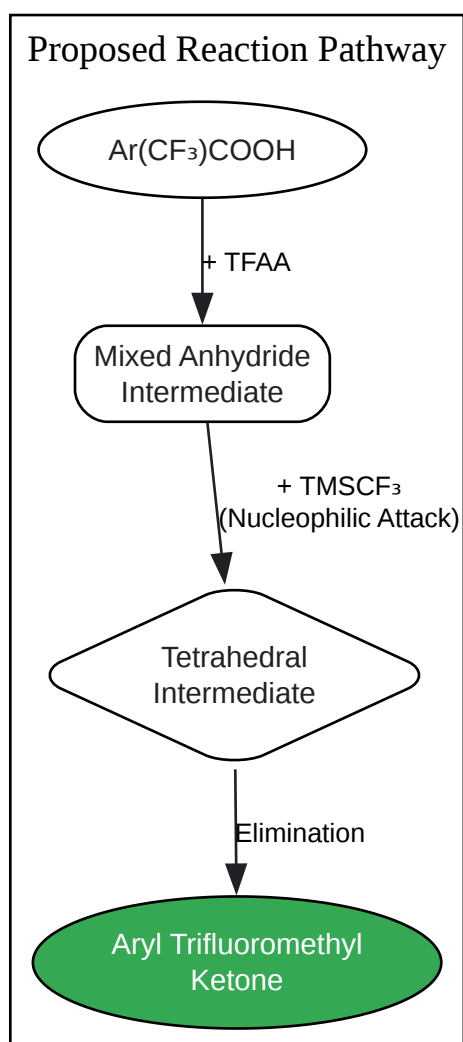 Proposed Reaction Pathway
Ar(CF₃)COOH
+ TFAA
Mixed Anhydride
Intermediate
+ TMSCF₃
(Nucleophilic Attack)
Tetrahedral
Intermediate
Elimination
Aryl Trifluoromethyl
Ketone